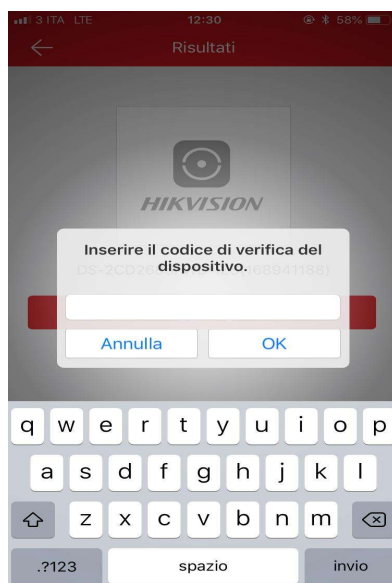 3 ITA LTE 12:30 58%
Risultati
HIKVISION
Inserire il codice di verifica del
dispositivo.
Annulla OK
q w e r t y u i o p
a s d f g h j k l
z x c v b n m
.?123 spazio invio